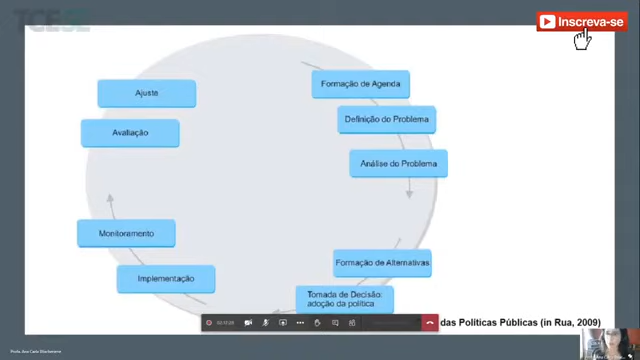 TCESE
Inscreva-se
Ajuste
Formação de Agenda
Avaliação
Definição do Problema
Análise do Problema
Monitoramento
Implementação
Formação de Alternativas
Tomada de Decisão:
adoção da política
das Políticas Públicas (in Rua, 2009)